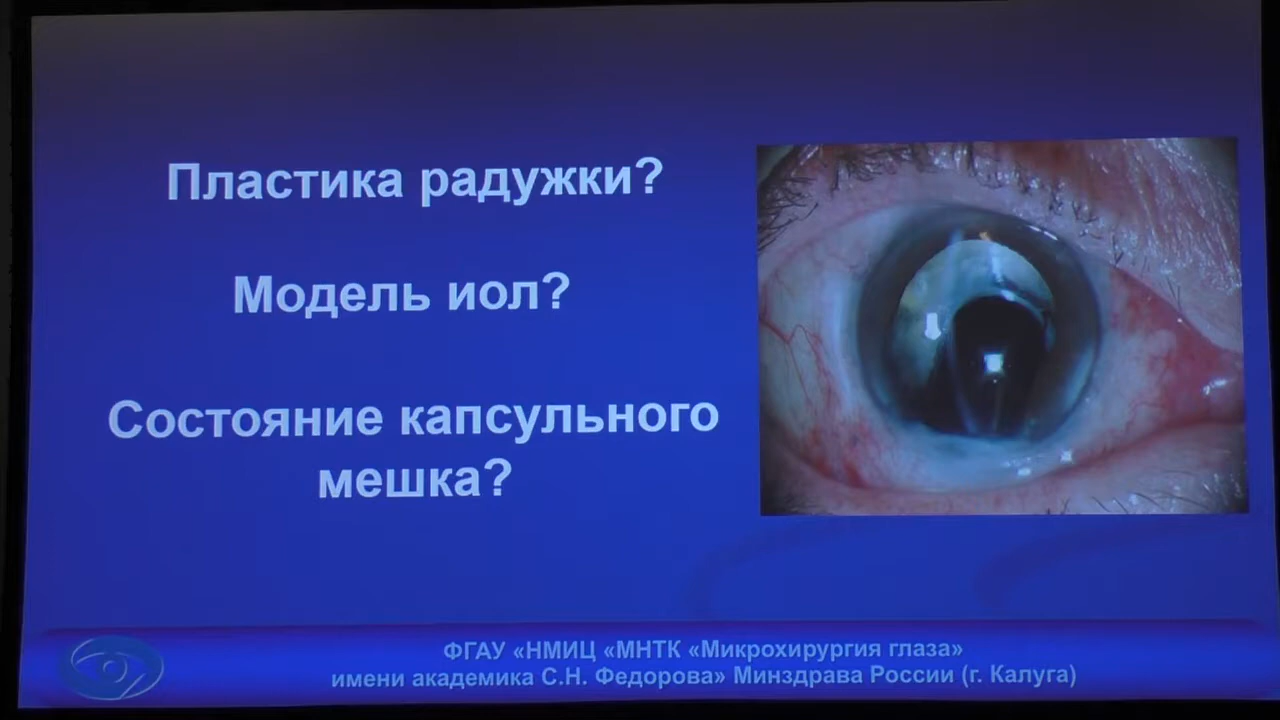 Пластика радужки?
Модель иол?
Состояние капсульного
мешка?
ФГАУ «НМИЦ «МНТК «Микрохирургия глаза»
имени академика С.Н. Федорова» Минздрава России (г. Калуга)